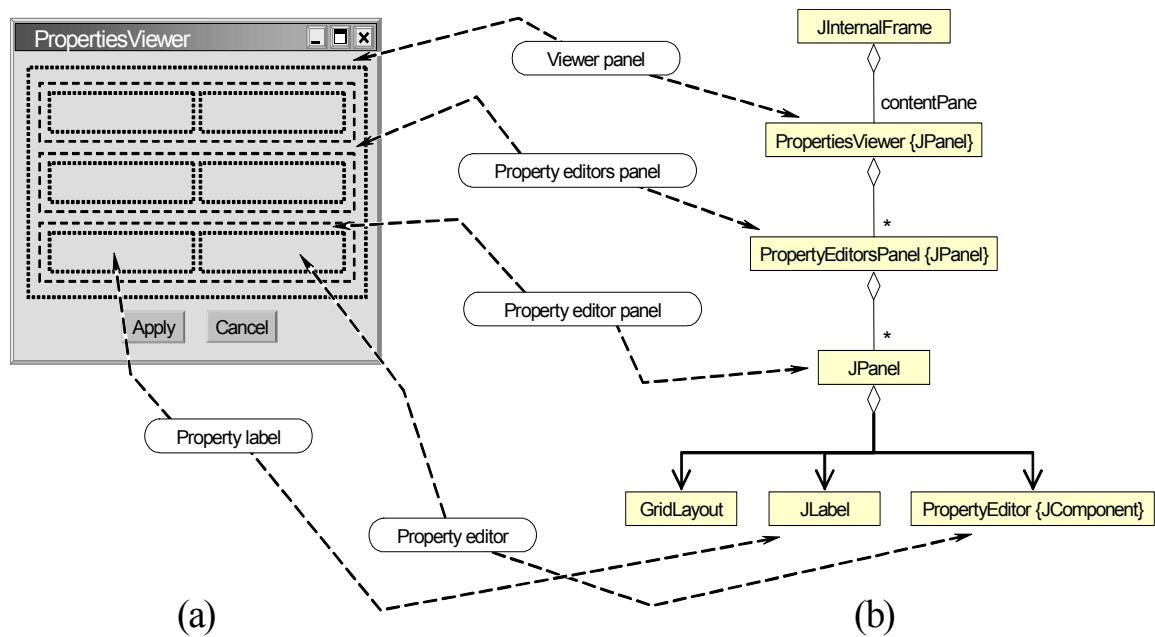 PropertiesViewer
Apply
Cancel
Viewer panel
Property editors panel
Property editor panel
Property label
Property editor
JInternalFrame
contentPane
PropertiesViewer {JPanel}
*
PropertyEditorsPanel {JPanel}
*
JPanel
GridLayout
JLabel
PropertyEditor {JComponent}
(a)
(b)